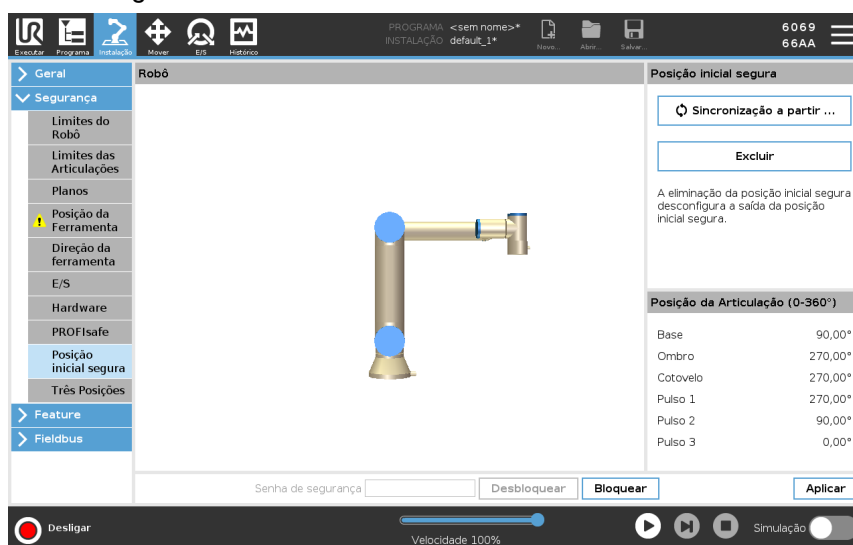 PROGRAMA <sem nome>*
INSTALAÇÃO default_1*
6069
66AA
Executar
Programa
Instalação
Mover
E/S
Histórico
Novo...
Abrir...
Salvar...
Geral
Segurança
Limites do
Robô
Limites das
Articulações
Planos
Posição da
Ferramenta
Direção da
ferramenta
E/S
Hardware
PROFIsafe
Posição
inicial segura
Três Posições
Feature
Fieldbus
Robô
Posição inicial segura
Sincronização a partir ...
Excluir
A eliminação da posição inicial segura
desconfigura a saída da posição
inicial segura.
Posição da Articulação (0-360°)
Base 90,00°
Ombro 270,00°
Cotovelo 270,00°
Pulso 1 270,00°
Pulso 2 90,00°
Pulso 3 0,00°
Senha de segurança Desbloquear Bloquear Aplicar
Desligar
Velocidade 100%
Simulação